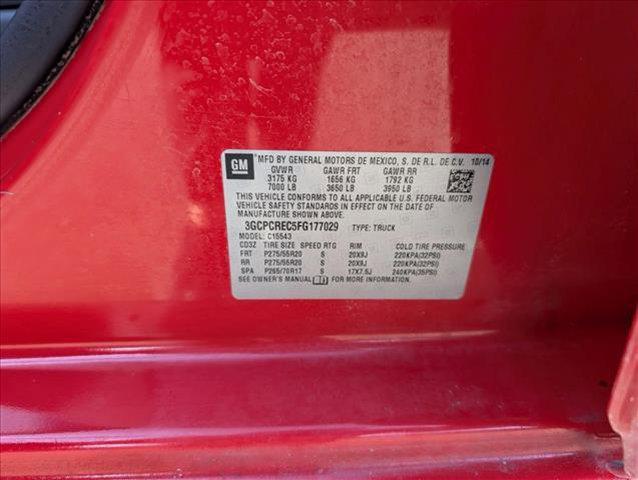 GM MFD BY GENERAL MOTORS DE MEXICO, S. DE R.L. DE C.V. 10/14
GVWR GAWR FRT GAWR RR
3175 KG 1656 KG 1792 KG
7000 LB 3650 LB 3950 LB
THIS VEHICLE CONFORMS TO ALL APPLICABLE U.S. FEDERAL MOTOR
VEHICLE SAFETY STANDARDS IN EFFECT ON THE DATE OF
MANUFACTURE SHOWN ABOVE.
3GCPCREC5FG177029 TYPE: TRUCK
MODEL: C15543
CD3Z TIRE SIZE SPEED RTG RIM COLD TIRE PRESSURE
FRT P275/55R20 S 20X9J 220KPA(32PSI)
RR P275/55R20 S 20X9J 220KPA(32PSI)
SPA P265/70R17 S 17X7.5J 240KPA(35PSI)
SEE OWNER'S MANUAL FOR MORE INFORMATION.